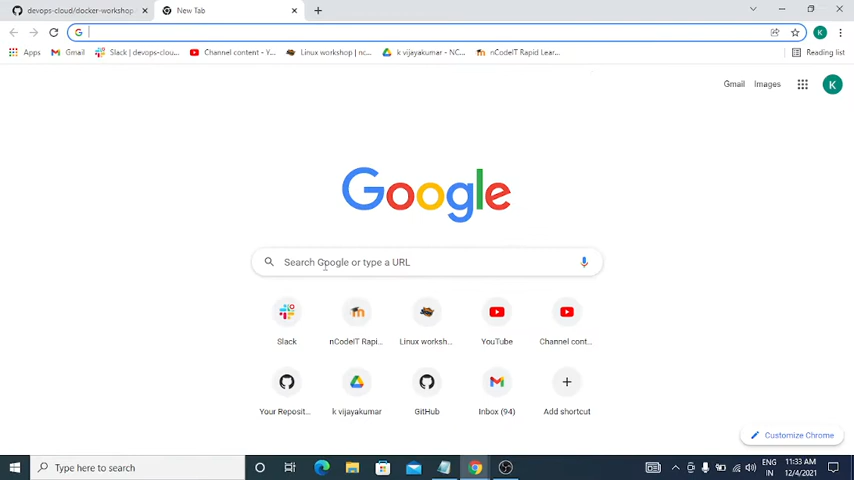 devops-cloud/docker-workshop
New Tab
Apps
Gmail
Slack | devops-cloud...
Channel content - Y...
Linux workshop | nc...
k vijayakumar - NC...
nCodeIT Rapid Lear...
Reading list
Gmail
Images
K
Google
Search Google or type a URL
Slack
nCodeIT Rapi...
Linux worksh...
YouTube
Channel cont...
Your Reposit...
k vijayakumar
GitHub
Inbox (94)
Add shortcut
Customize Chrome
Type here to search
ENG
IN
11:33 AM
12/4/2021